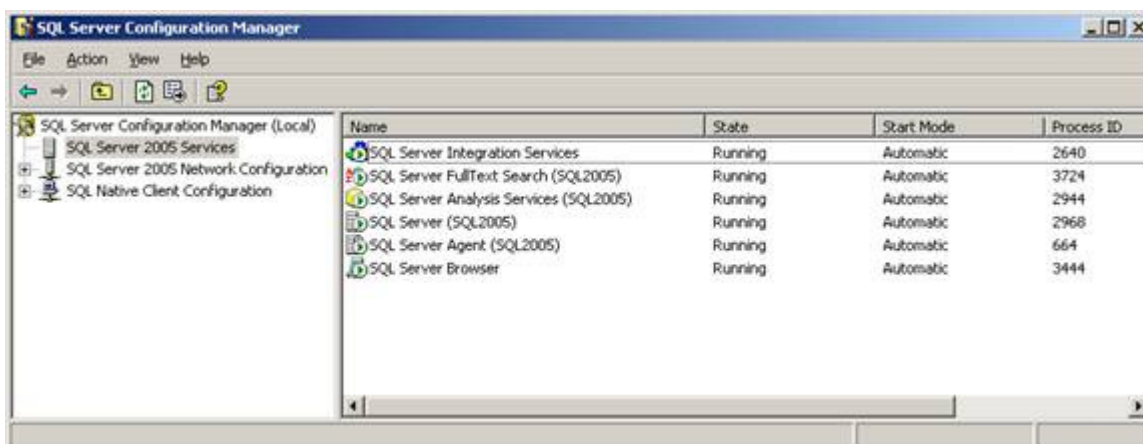 SQL Server Configuration Manager
File Action View Help
SQL Server Configuration Manager (Local)
SQL Server 2005 Services
SQL Server 2005 Network Configuration
SQL Native Client Configuration
Name State Start Mode Process ID
SQL Server Integration Services Running Automatic 2640
SQL Server FullText Search (SQL2005) Running Automatic 3724
SQL Server Analysis Services (SQL2005) Running Automatic 2944
SQL Server (SQL2005) Running Automatic 2968
SQL Server Agent (SQL2005) Running Automatic 664
SQL Server Browser Running Automatic 3444